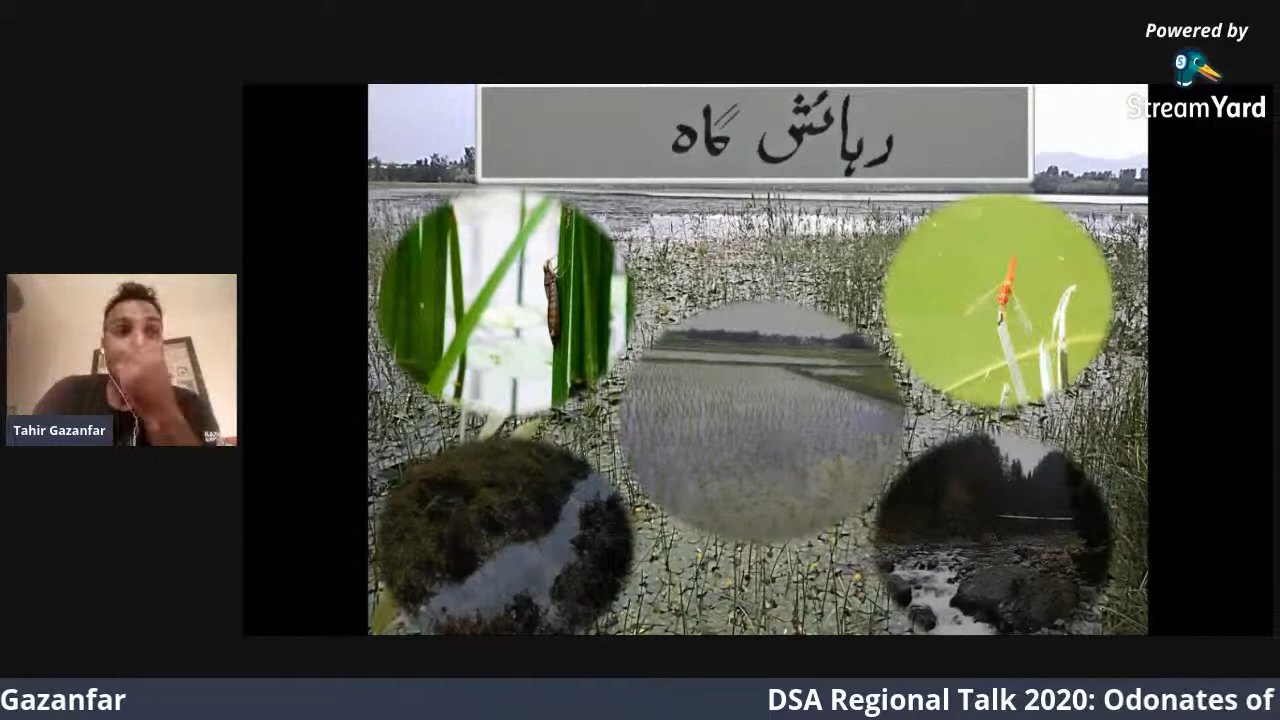 Powered by
StreamYard
رہائش گاہ
Tahir Gazanfar
Gazanfar
DSA Regional Talk 2020: Odonates of